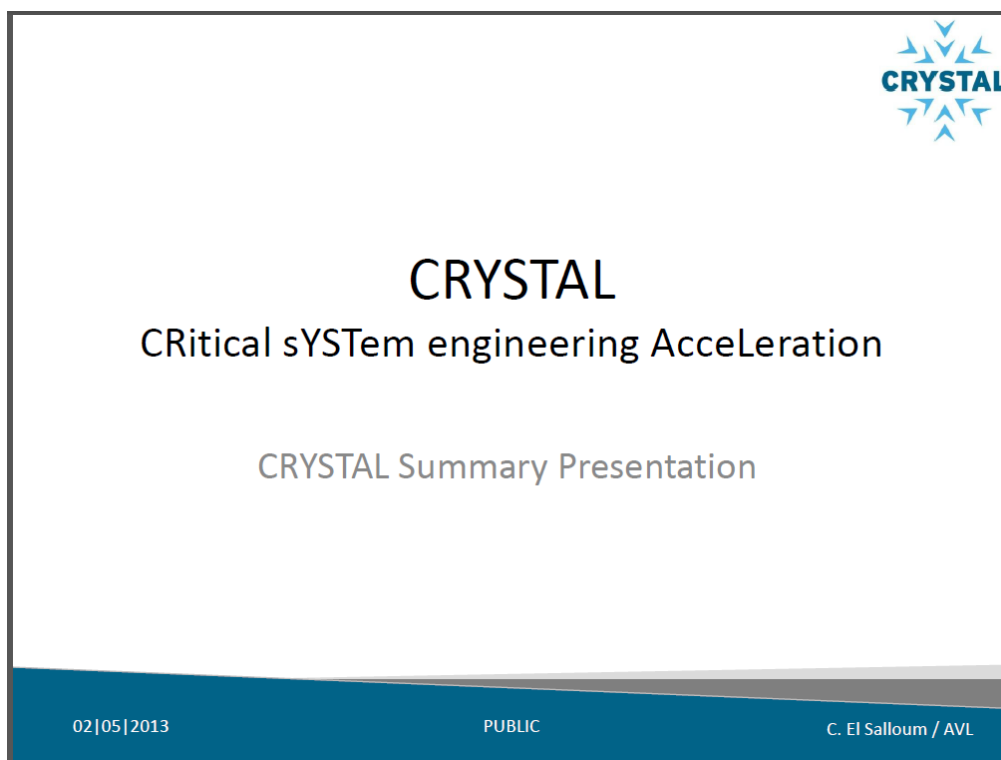 CRYSTAL
CRYSTAL
CRitical sYSTem engineering AcceLeration
CRYSTAL Summary Presentation
02|05|2013
PUBLIC
C. El Salloum / AVL